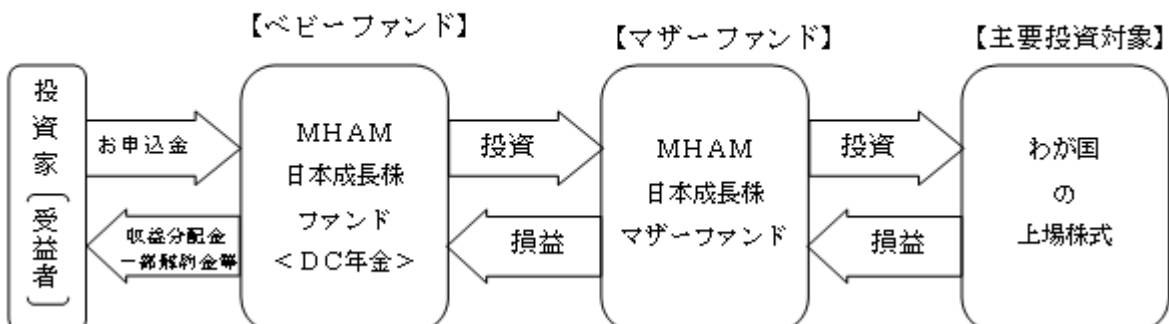 【ベビーファンド】
【マザーファンド】
【主要投資対象】
投資家（受益者）
お申込金
収益分配金
一部解約金等
MHAM
日本成長株
ファンド
＜DC年金＞
投資
損益
MHAM
日本成長株
マザーファンド
投資
損益
わが国
の
上場株式